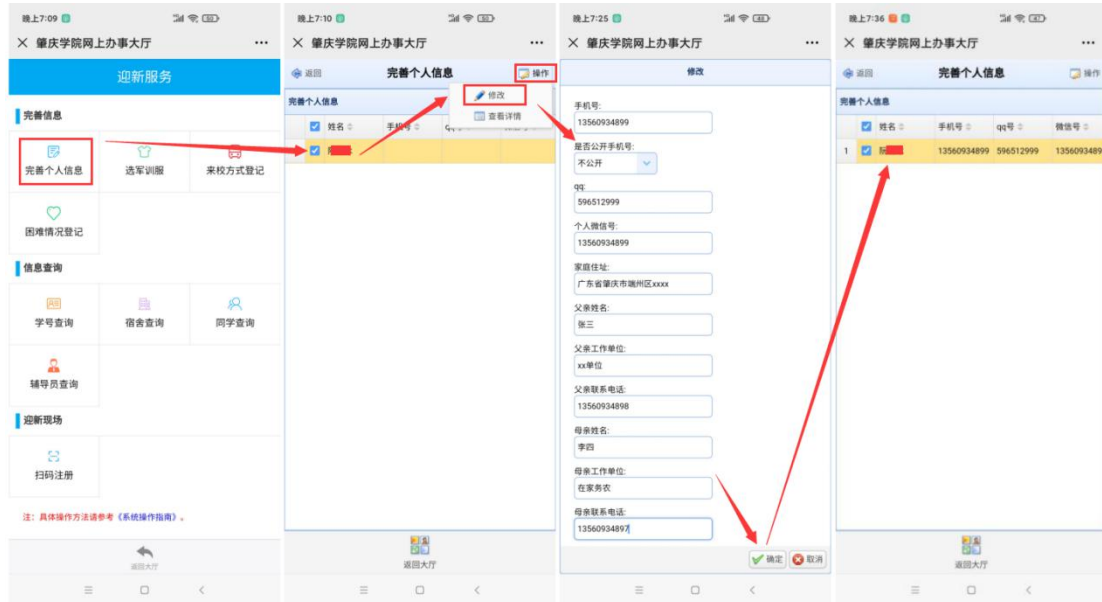 晚上7:09
肇庆学院网上办事大厅
迎新服务
完善信息
完善个人信息
选军训服
来校方式登记
困难情况登记
信息查询
学号查询
宿舍查询
同学查询
辅导员查询
迎新现场
扫码注册
注：具体操作方法请参考《系统操作指南》。
返回大厅
晚上7:10
50
肇庆学院网上办事大厅
返回
完善个人信息
操作
修改
查看详情
完善个人信息
姓名
手机号
返回大厅
晚上7:25
48
肇庆学院网上办事大厅
修改
手机号:
13560934899
是否公开手机号:
不公开
qq:
596512999
个人微信号:
13560934899
家庭住址:
广东省肇庆市端州区xxxx
父亲姓名:
张三
父亲工作单位:
xx单位
父亲联系电话:
13560934898
母亲姓名:
李四
母亲工作单位:
在家务农
母亲联系电话:
13560934897
确定 取消
晚上7:36
47
肇庆学院网上办事大厅
返回
完善个人信息
操作
完善个人信息
姓名 手机号 qq号 微信号
1 13560934899 596512999 1356093489
返回大厅